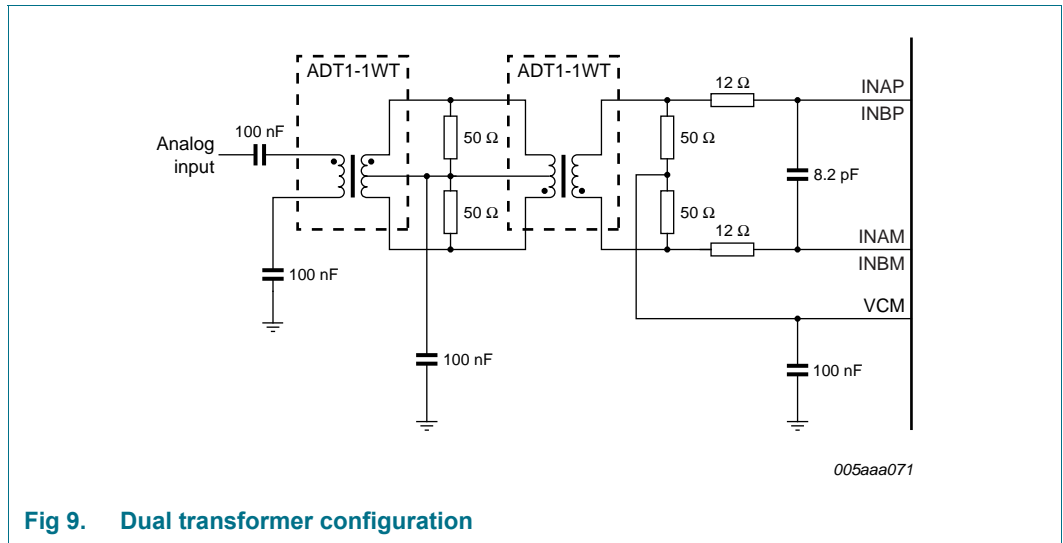 ADT1-1WT
ADT1-1WT
12 Ω
INAP
INBP
100 nF
Analog
input
50 Ω
50 Ω
8.2 pF
50 Ω
50 Ω
12 Ω
INAM
INBM
100 nF
VCM
100 nF
100 nF
005aaa071
Fig 9. Dual transformer configuration